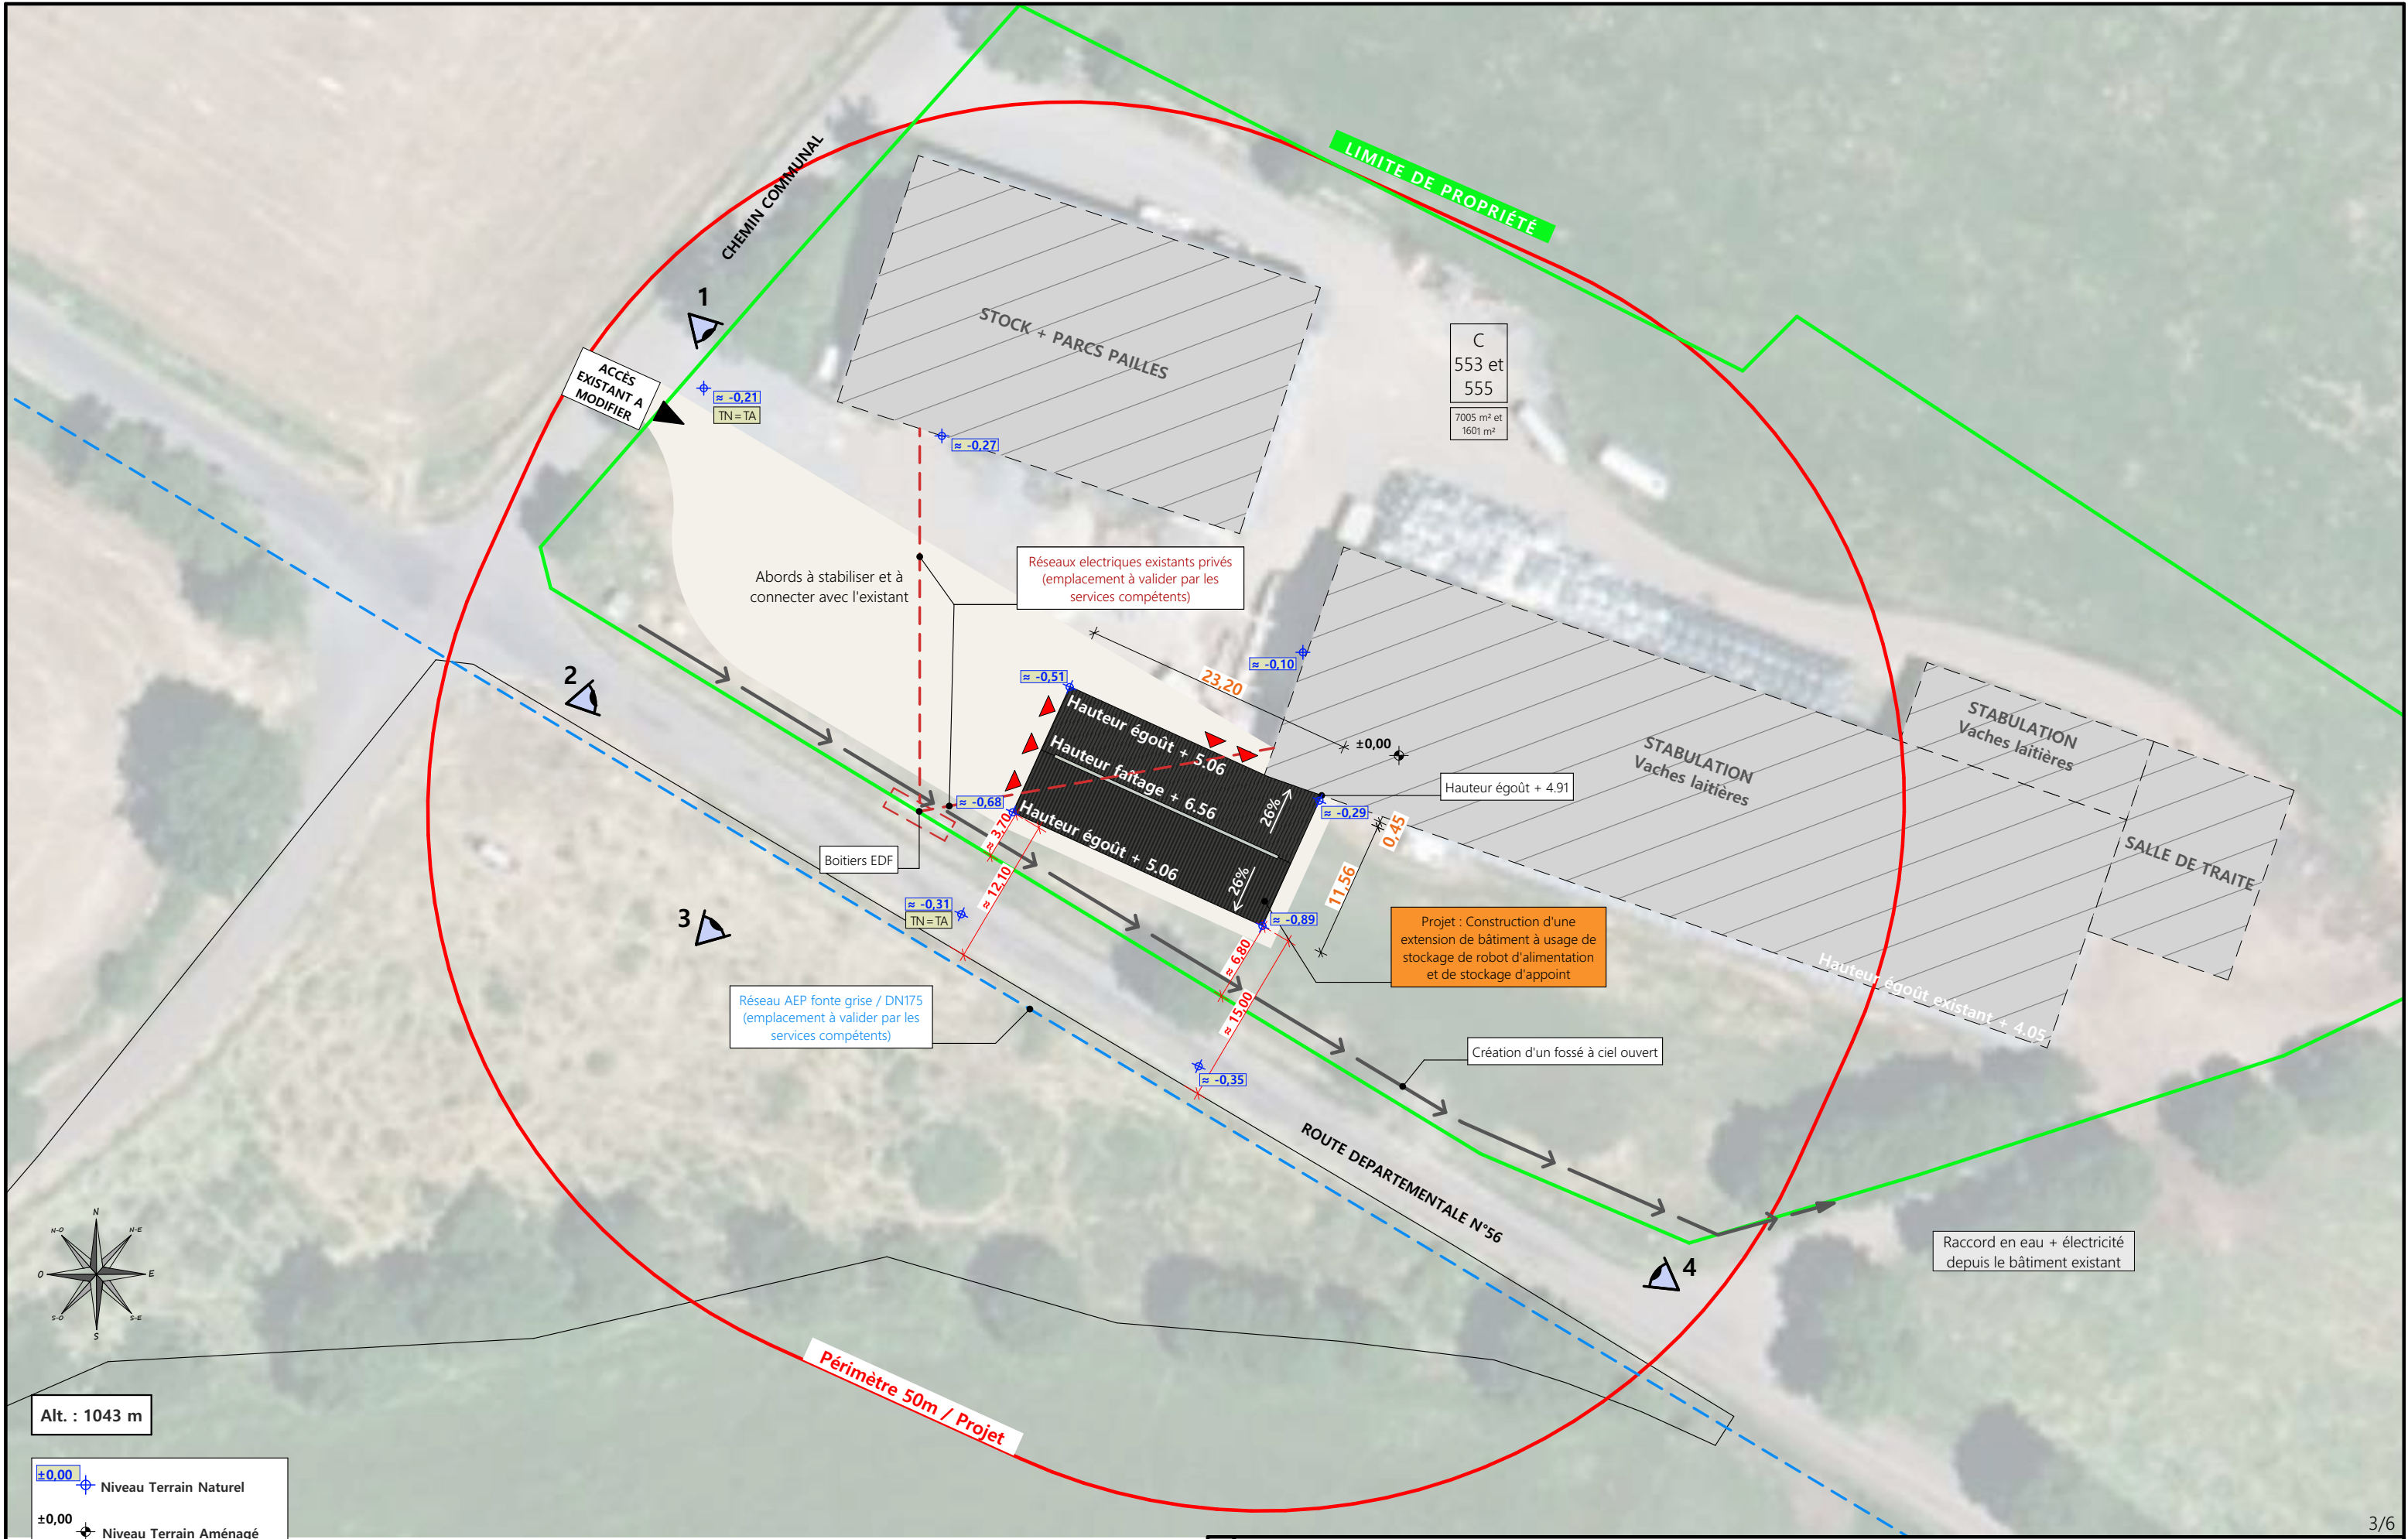 LIMITE DE PROPRIÉTÉ
CHEMIN COMMUNAL
1
STOCK + PARCS PAILLES
C
553 et
555
7005 m² et
1601 m²
ACCÈS
EXISTANT A
MODIFIER
≈ -0,21
TN = TA
≈ -0,27
Réseaux electriques existants privés
(emplacement à valider par les
services compétents)
Abords à stabiliser et à
connecter avec l'existant
2
≈ -0,51
≈ -0,10
23,20
±0,00
Hauteur égoût + 5.06
Hauteur faîtage + 6.56
Hauteur égoût + 5.06
26%
26%
STABULATION
Vaches laitières
STABULATION
Vaches laitières
SALLE DE TRAITE
Hauteur égoût + 4.91
≈ -0,68
≈ -0,29
0,45
11,56
≈ 3,70
≈ 12,10
Boitiers EDF
≈ -0,31
TN = TA
3
≈ -0,89
≈ 6,80
≈ 15,00
Projet : Construction d'une
extension de bâtiment à usage de
stockage de robot d'alimentation
et de stockage d'appoint
Hauteur égoût existant + 4.05
Réseau AEP fonte grise / DN175
(emplacement à valider par les
services compétents)
Création d'un fossé à ciel ouvert
≈ -0,35
ROUTE DEPARTEMENTALE N°56
4
Raccord en eau + électricité
depuis le bâtiment existant
N
N-O
N-E
O
E
S-O
S-E
S
Périmètre 50m / Projet
Alt. : 1043 m
±0,00
Niveau Terrain Naturel
±0,00
Niveau Terrain Aménagé
3/6